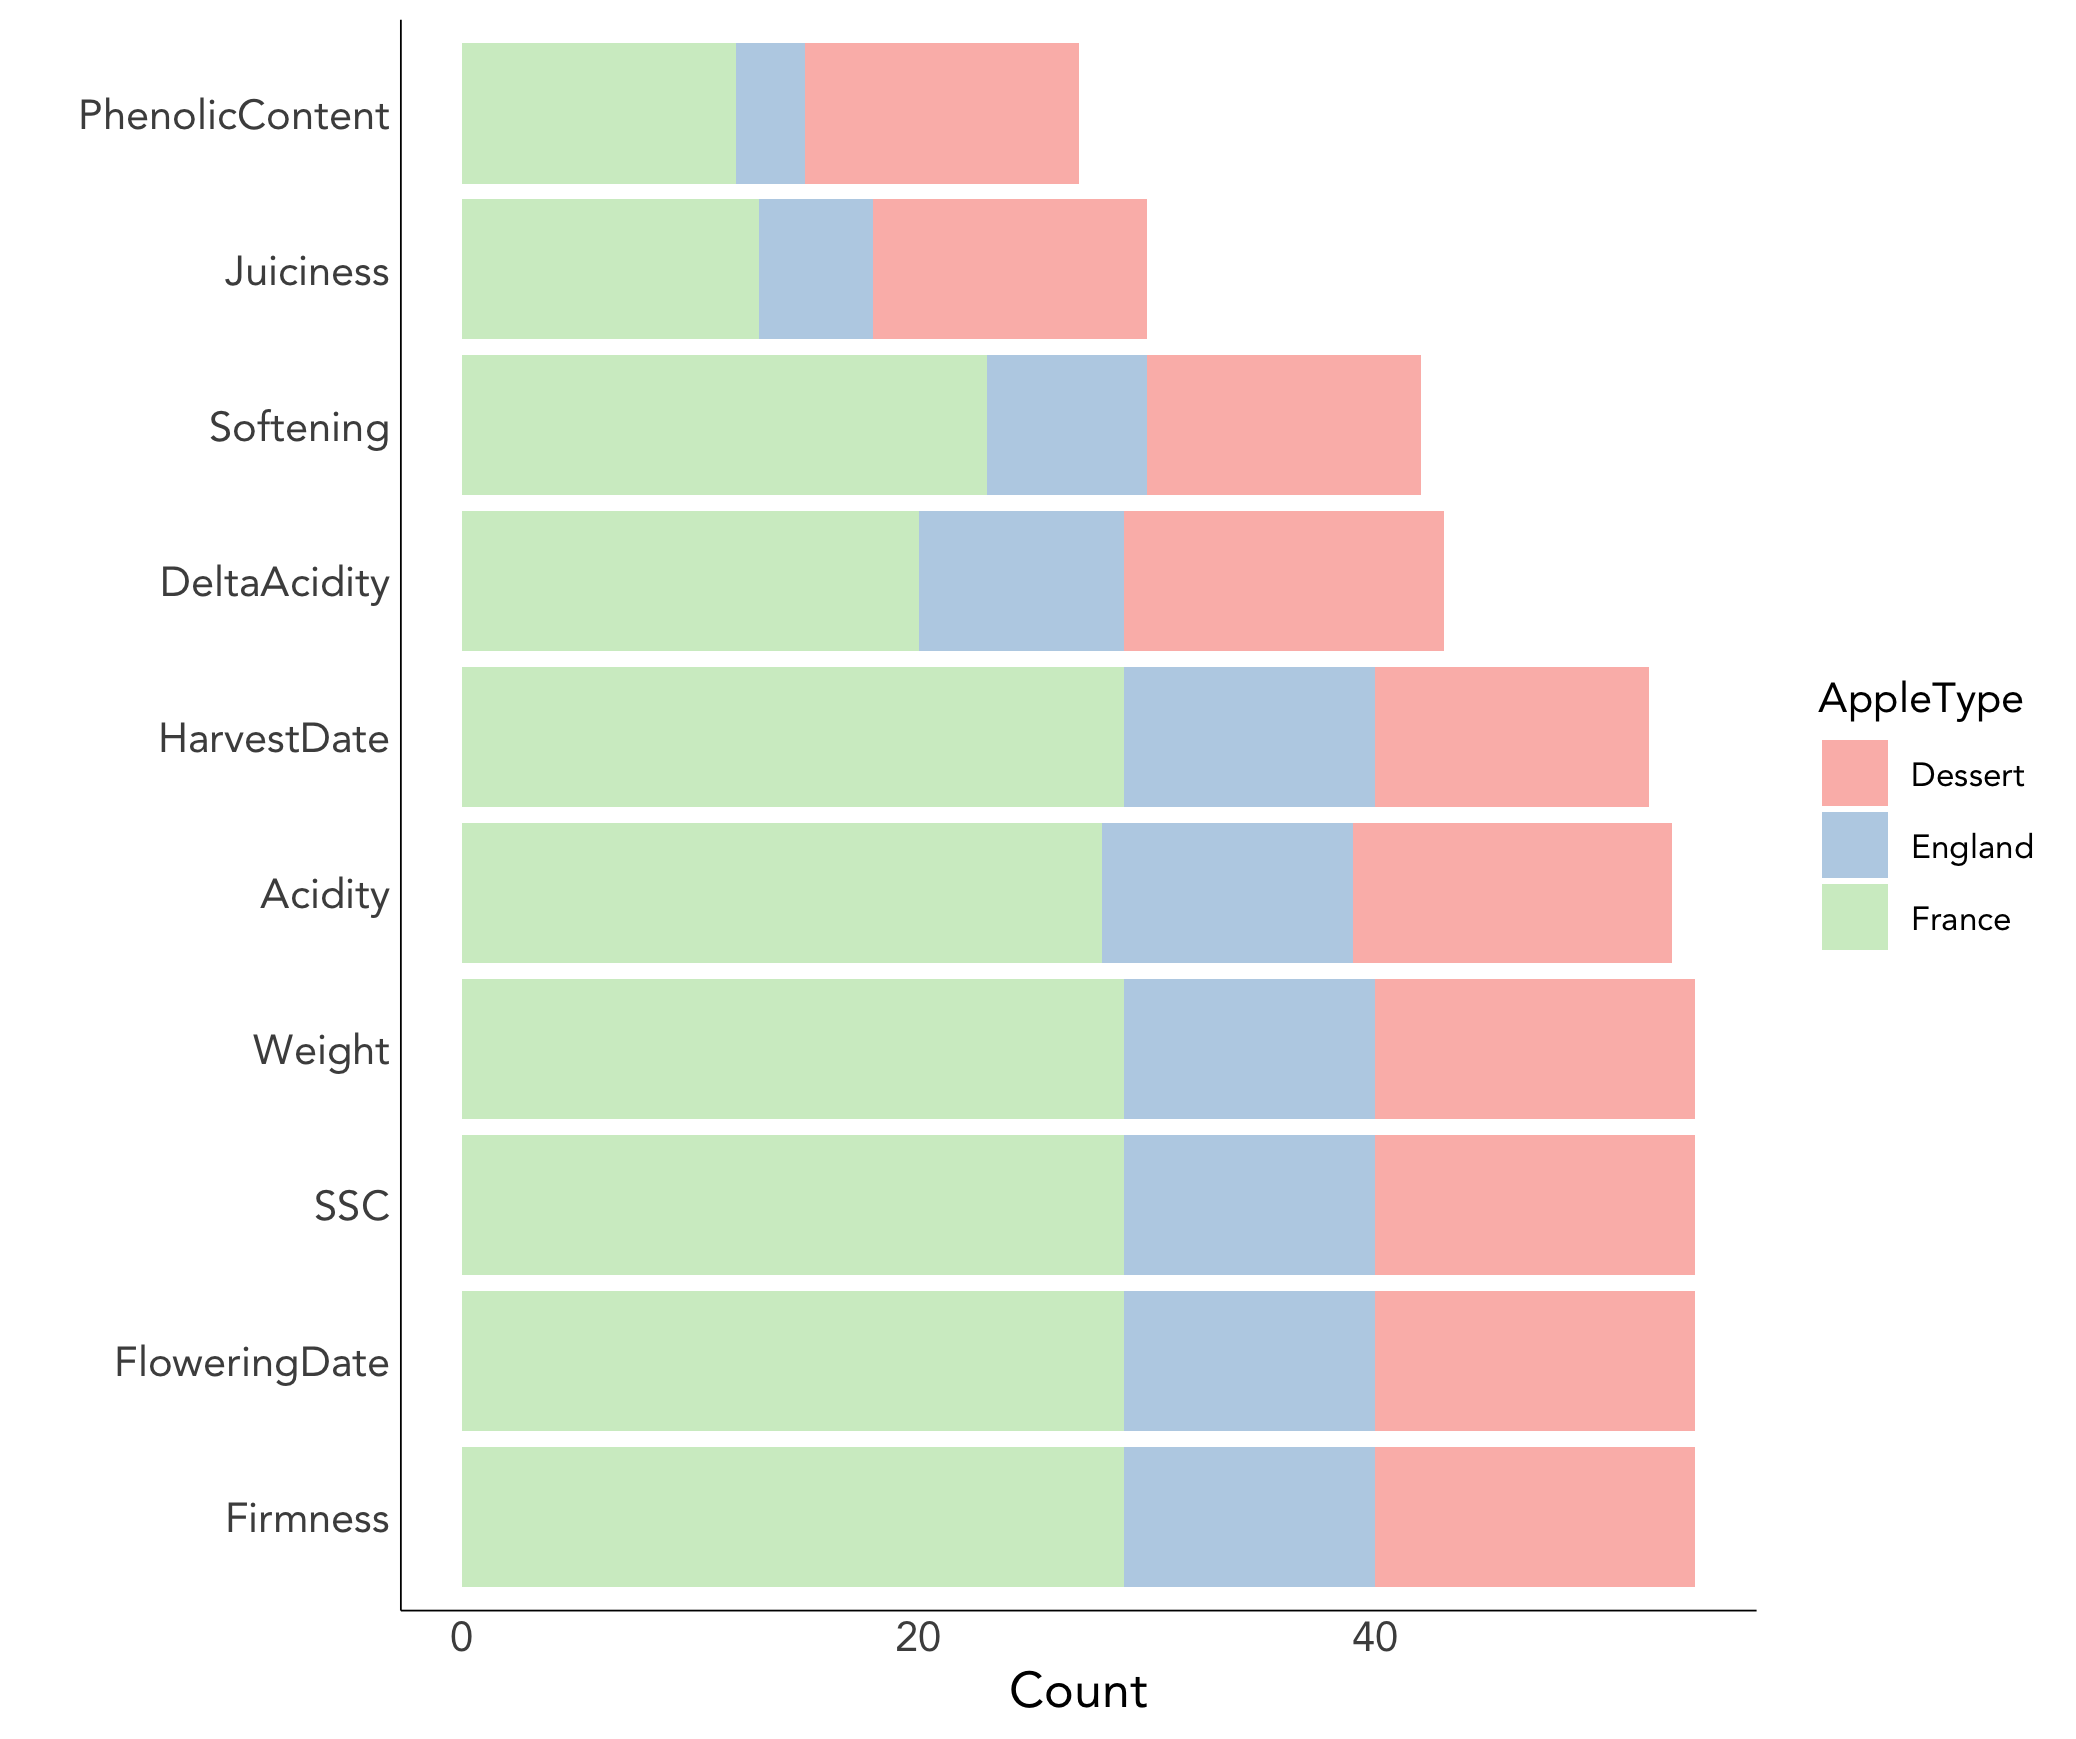 PhenolicContent
Juiciness
Softening
DeltaAcidity
HarvestDate
Acidity
Weight
SSC
FloweringDate
Firmness
0 20 40
Count
AppleType
Dessert
England
France